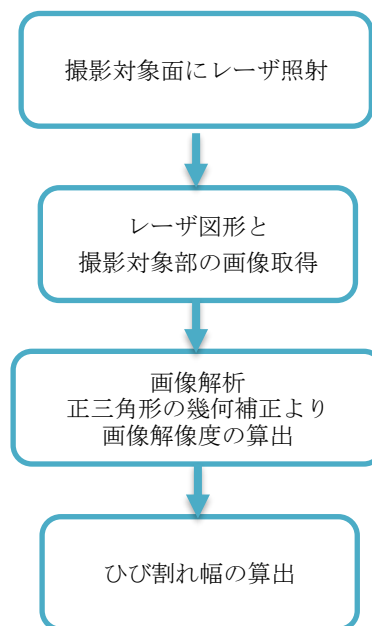 撮影対象面にレーザ照射
レーザ図形と
撮影対象部の画像取得
画像解析
正三角形の幾何補正より
画像解像度の算出
ひび割れ幅の算出